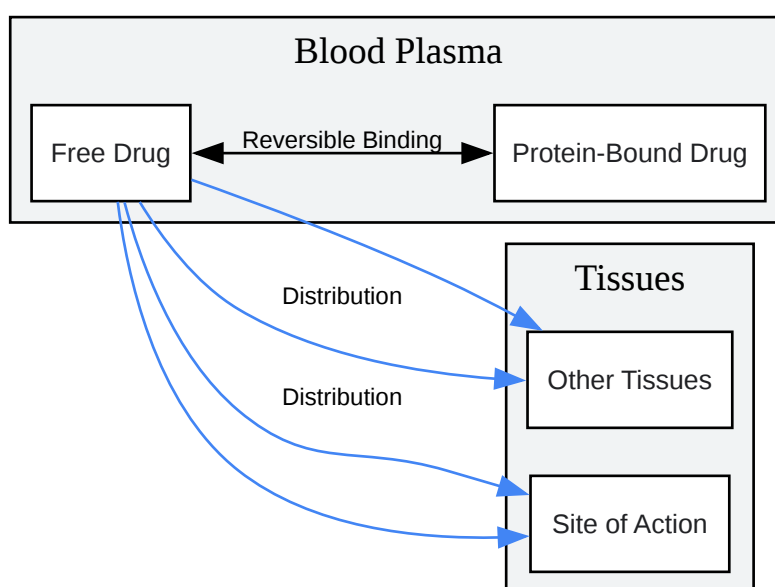 Blood Plasma
Free Drug
Reversible Binding
Protein-Bound Drug
Tissues
Distribution
Other Tissues
Distribution
Site of Action